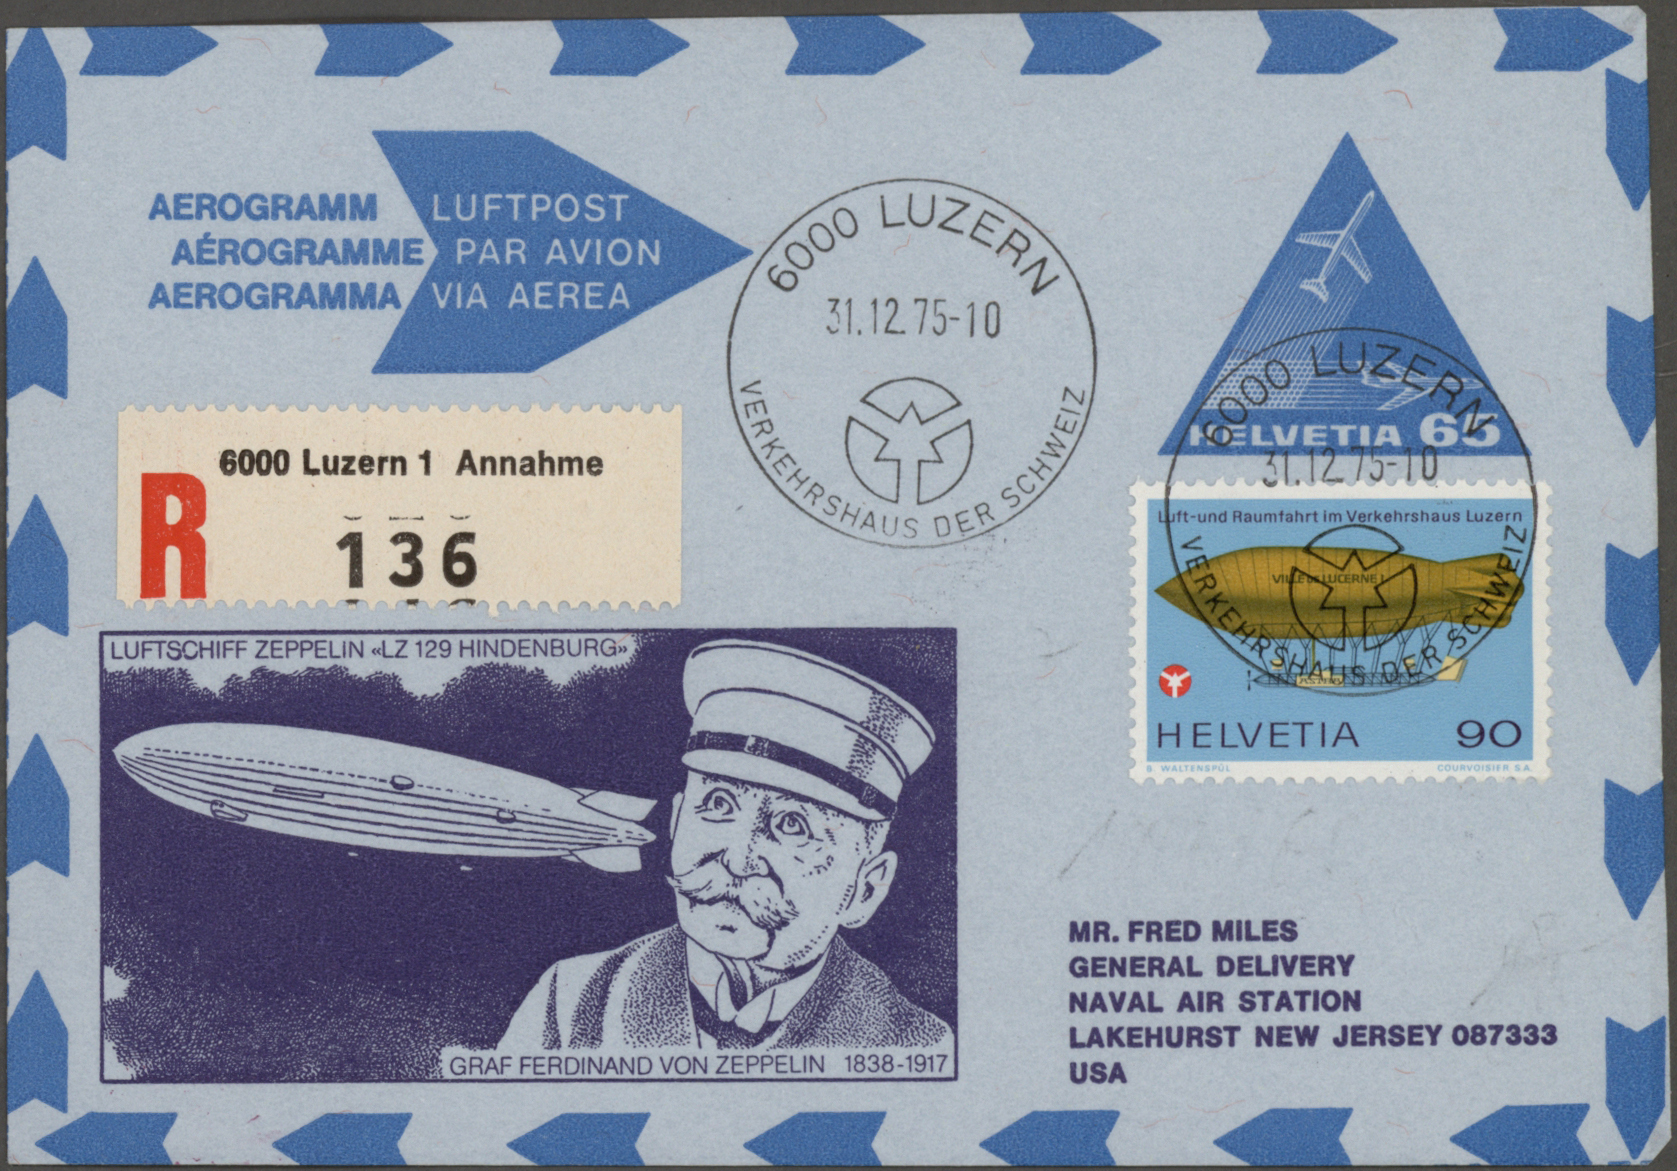 AEROGRAMM LUFTPOST
AÉROGRAMME PAR AVION
AEROGRAMMA VIA AEREA
6000 LUZERN
31.12.75-10
VERKEHRSHAUS DER SCHWEIZ
HELVETIA 65
6000 LUZERN
31.12.75-10
VERKEHRSHAUS DER SCHWEIZ
R
6000 Luzern 1 Annahme
136
Luft-und Raumfahrt im Verkehrshaus Luzern
VILLE DE LUCERNE I
HELVETIA 90
WALTENSPÜL COURVOISIER S.A.
LUFTSCHIFF ZEPPELIN «LZ 129 HINDENBURG»
GRAF FERDINAND VON ZEPPELIN 1838-1917
MR. FRED MILES
GENERAL DELIVERY
NAVAL AIR STATION
LAKEHURST NEW JERSEY 087333
USA